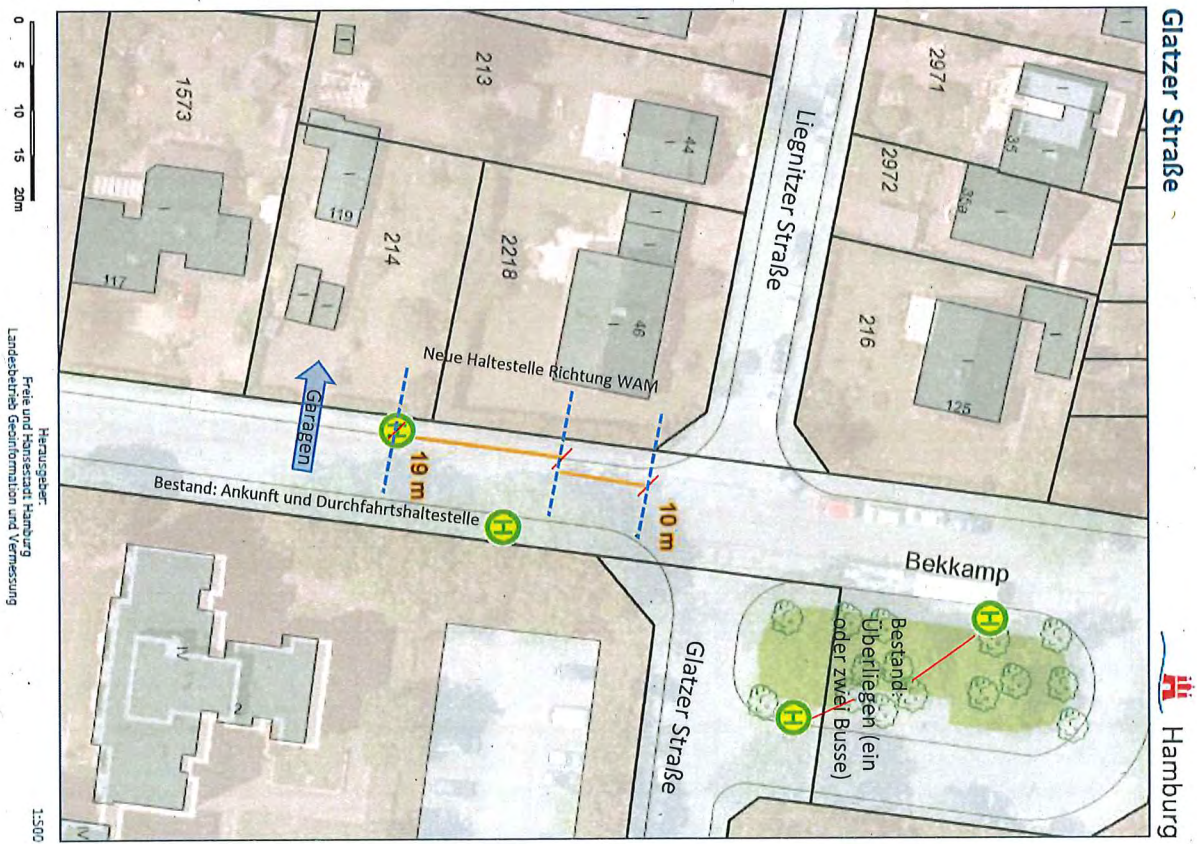 Glatzer Straße
Hamburg
0
5
10
15
20m
1573
213
2971
2972
35
35a
44
Liegnitzer Straße
119
117
214
2218
46
216
125
Neue Haltestelle Richtung WAM
Garagen
H
19 m
10 m
Bestand: Ankunft und Durchfahrtshaltestelle
H
Bekkamp
H
H
Bestand:
Überliegen (ein
oder zwei Busse)
Glatzer Straße
IV
2
IV
Herausgeber:
Freie und Hansestadt Hamburg
Landesbetrieb Geoinformation und Vermessung
1:500